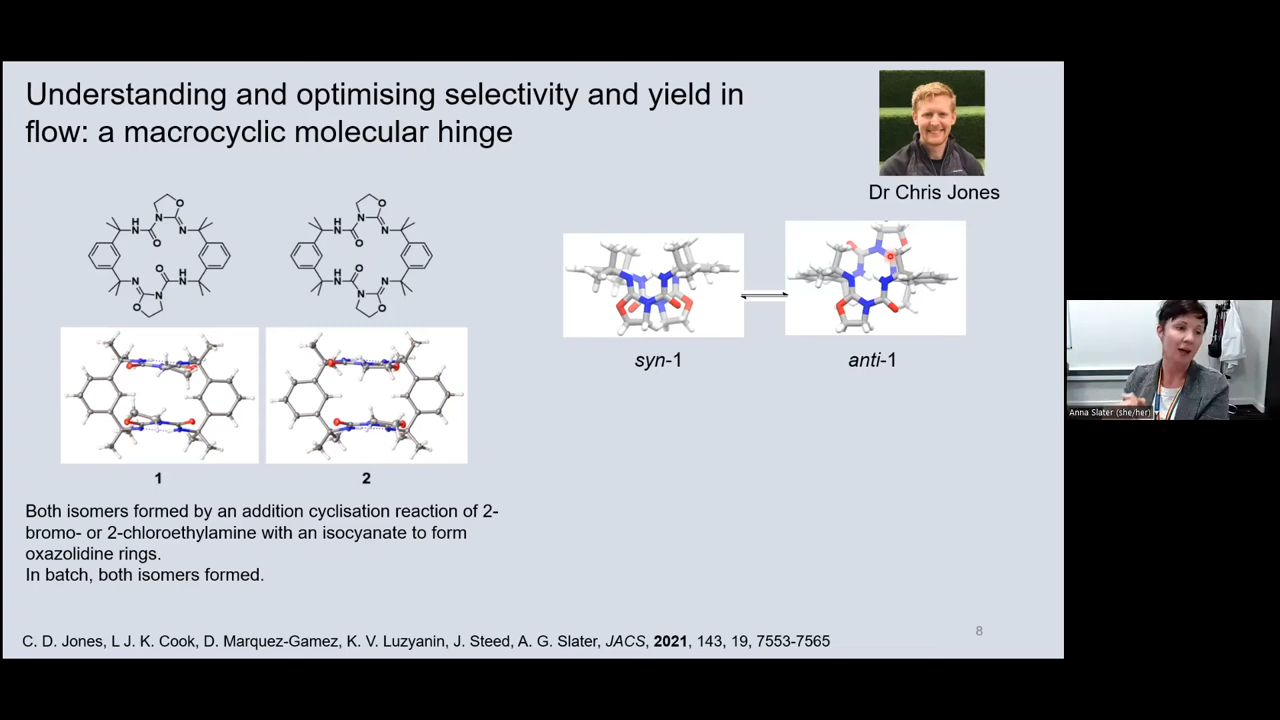 Understanding and optimising selectivity and yield in
flow: a macrocyclic molecular hinge
Dr Chris Jones
O
N
N
H
N
O
O
N
H
N
N
O
O
N
N
H
N
O
H
N
O
N
N
O
syn-1
anti-1
1
2
Both isomers formed by an addition cyclisation reaction of 2-
bromo- or 2-chloroethylamine with an isocyanate to form
oxazolidine rings.
In batch, both isomers formed.
8
C. D. Jones, L J. K. Cook, D. Marquez-Gamez, K. V. Luzyanin, J. Steed, A. G. Slater, JACS, 2021, 143, 19, 7553-7565
Anna Slater (she/her)